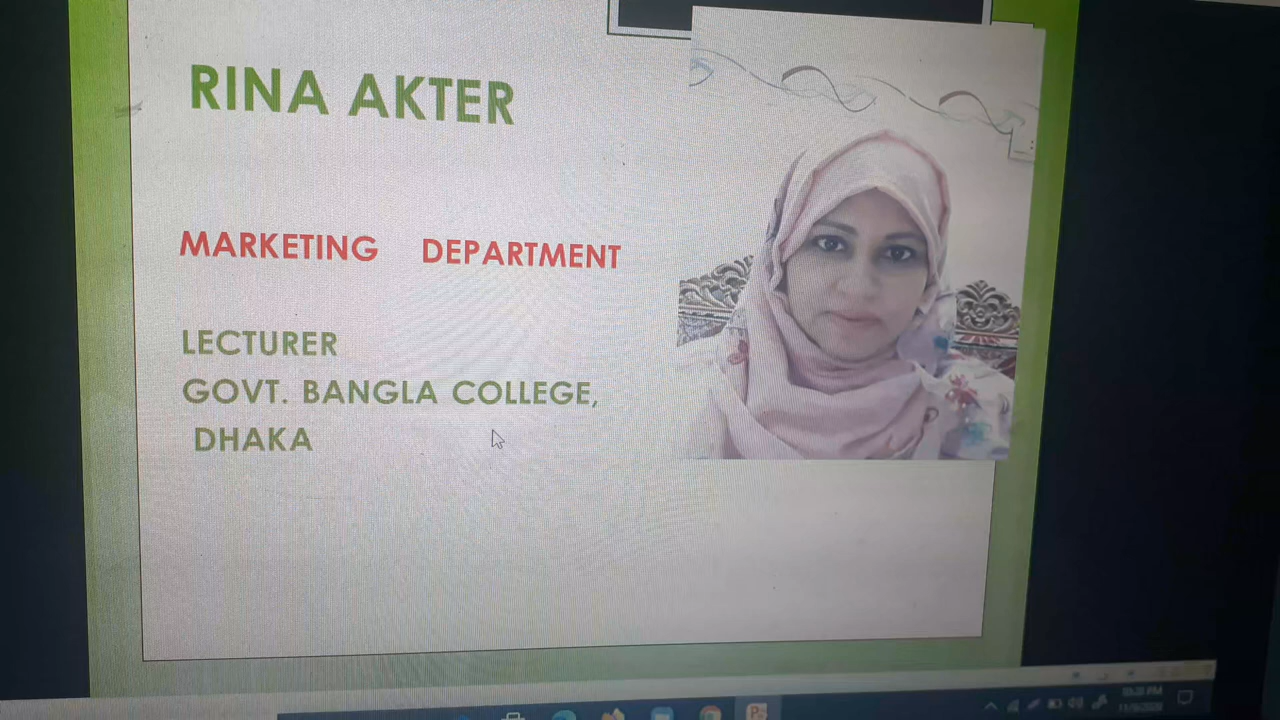 RINA AKTER
MARKETING DEPARTMENT
LECTURER
GOVT. BANGLA COLLEGE,
DHAKA